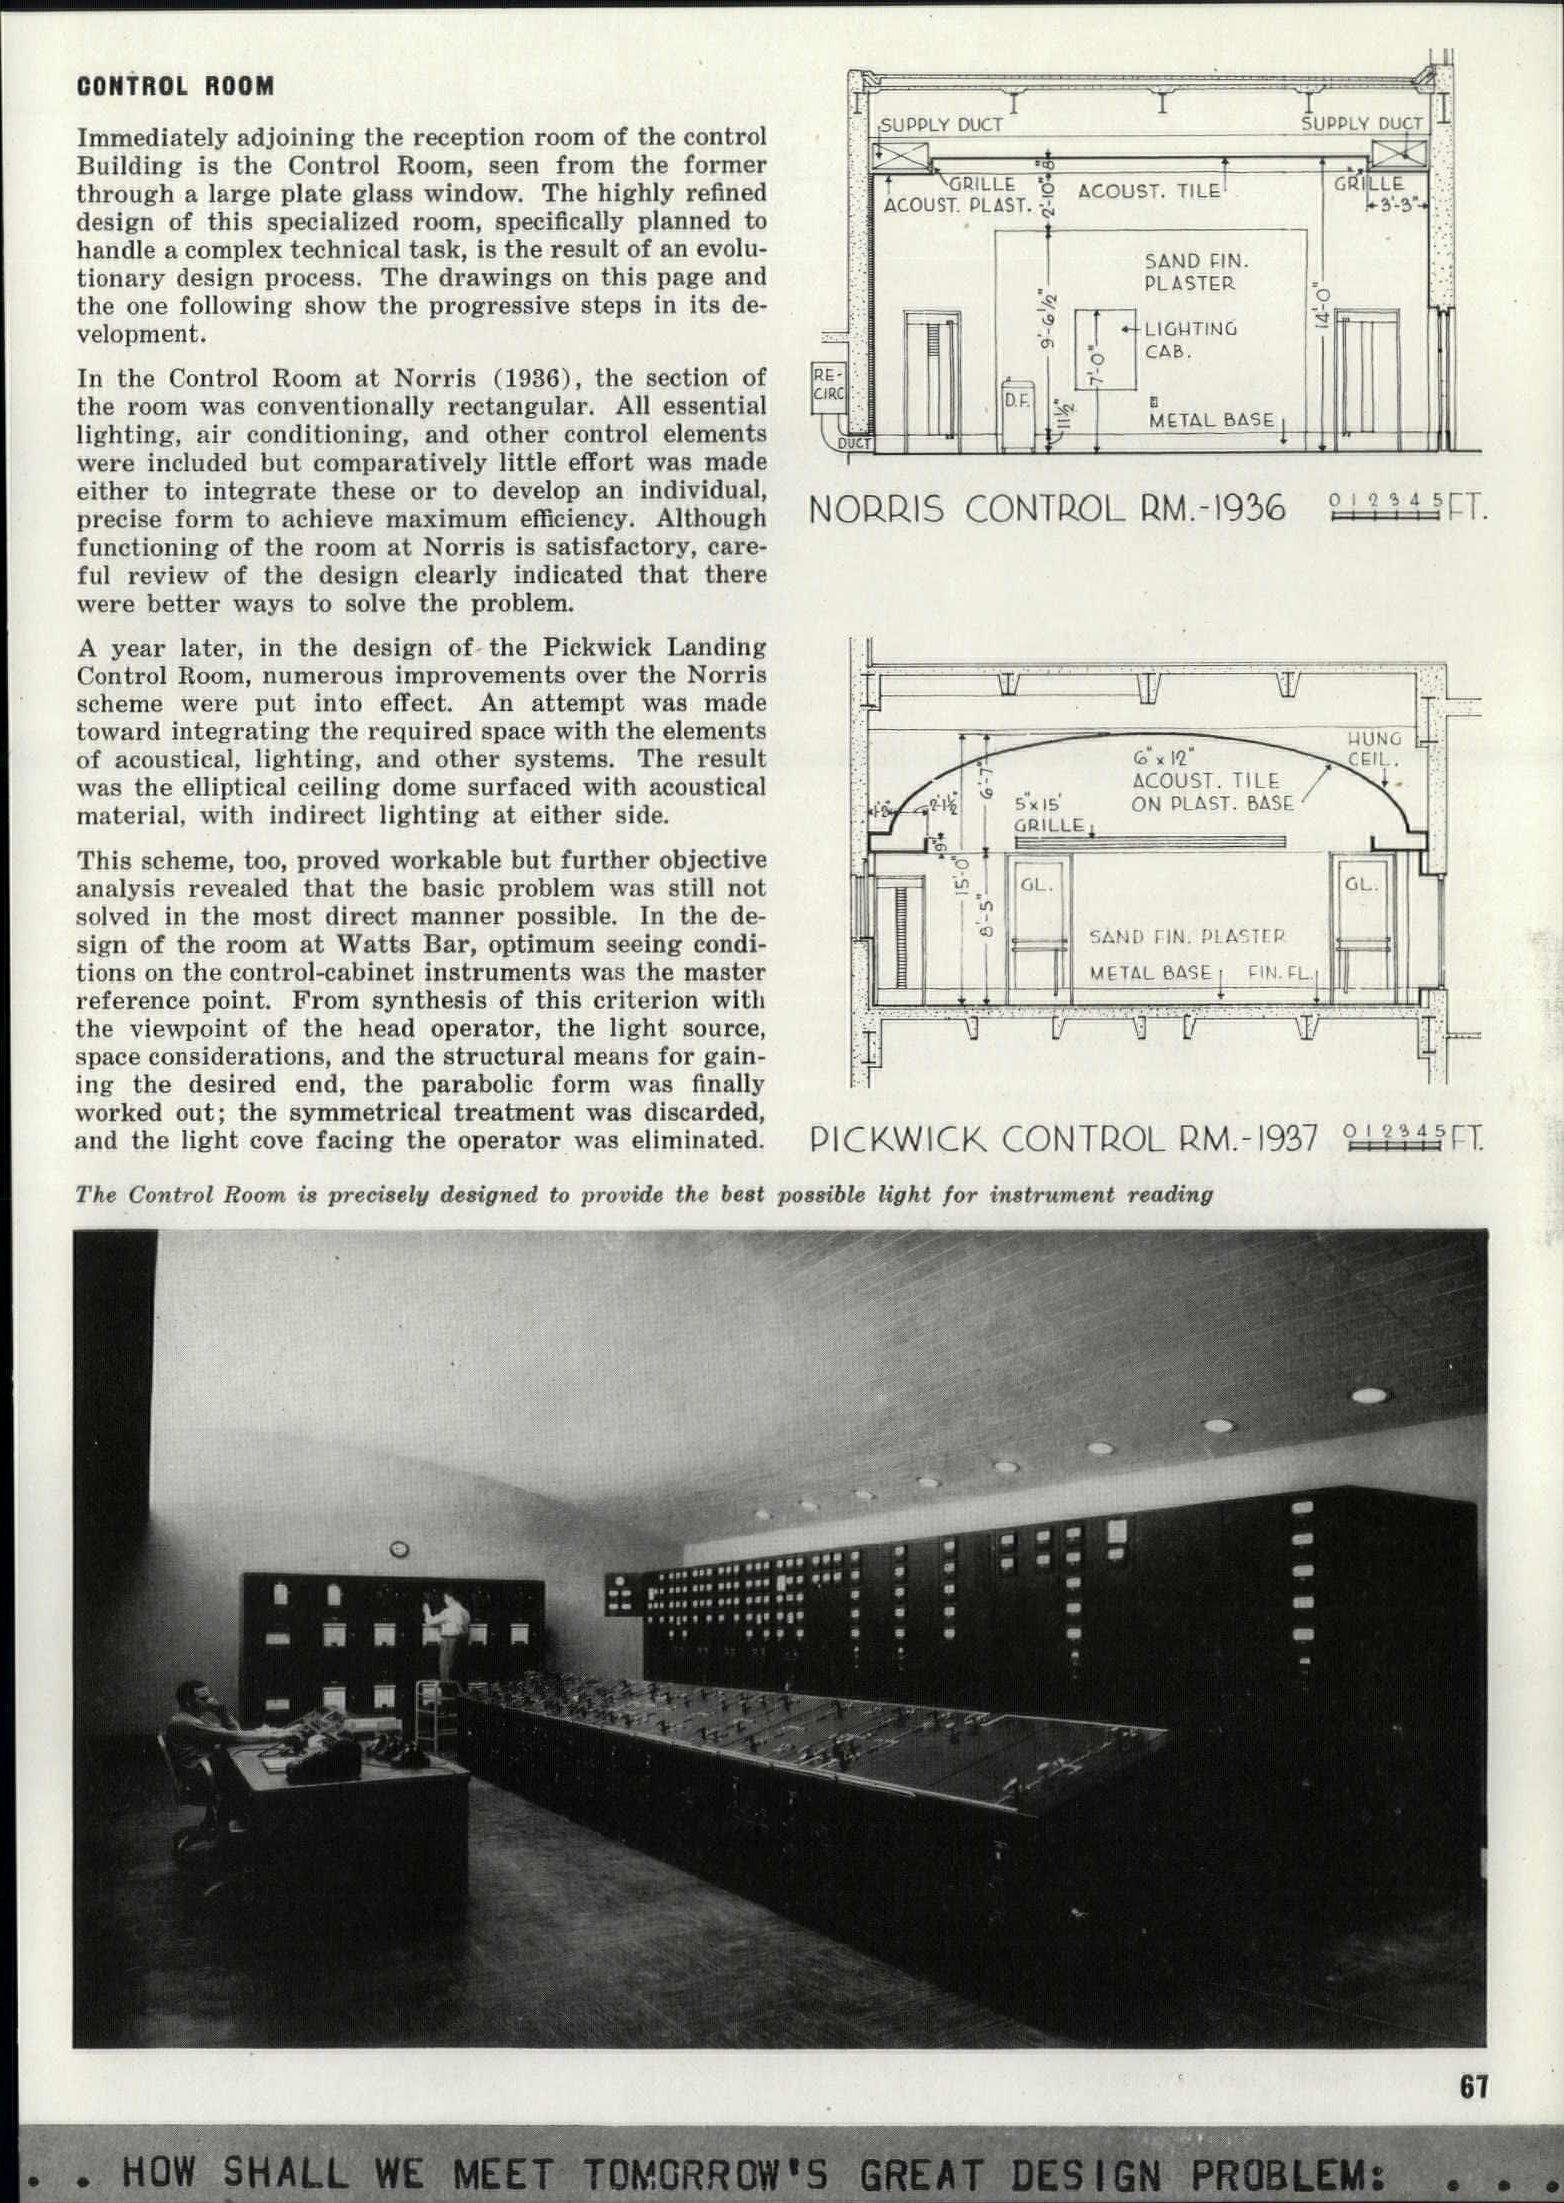 CONTROL ROOM
Immediately adjoining the reception room of the control
Building is the Control Room, seen from the former
through a large plate glass window. The highly refined
design of this specialized room, specifically planned to
handle a complex technical task, is the result of an evolu-
tionary design process. The drawings on this page and
the one following show the progressive steps in its de-
velopment.
In the Control Room at Norris (1936), the section of
the room was conventionally rectangular. All essential
lighting, air conditioning, and other control elements
were included but comparatively little effort was made
either to integrate these or to develop an individual,
precise form to achieve maximum efficiency. Although
functioning of the room at Norris is satisfactory, care-
ful review of the design clearly indicated that there
were better ways to solve the problem.
A year later, in the design of the Pickwick Landing
Control Room, numerous improvements over the Norris
scheme were put into effect. An attempt was made
toward integrating the required space with the elements
of acoustical, lighting, and other systems. The result
was the elliptical ceiling dome surfaced with acoustical
material, with indirect lighting at either side.
This scheme, too, proved workable but further objective
analysis revealed that the basic problem was still not
solved in the most direct manner possible. In the de-
sign of the room at Watts Bar, optimum seeing condi-
tions on the control-cabinet instruments was the master
reference point. From synthesis of this criterion with
the viewpoint of the head operator, the light source,
space considerations, and the structural means for gain-
ing the desired end, the parabolic form was finally
worked out; the symmetrical treatment was discarded,
and the light cove facing the operator was eliminated.
SUPPLY DUCT
SUPPLY DUCT
GRILLE
ACOUST. PLAST.
2'-10"
8"
ACOUST. TILE
GRILLE
3'-3"
SAND FIN.
PLASTER
9'-6½"
14'-0"
LIGHTING
CAB.
7'-0"
RE-
CIRC
DUCT
D.F.
11½"
METAL BASE
NORRIS CONTROL RM.-1936
0 1 2 3 4 5 FT.
HUNG
CEIL.
6" x 12"
ACOUST. TILE
ON PLAST. BASE
6'-7"
2'-1½"
5"x15'
GRILLE
9"
15'-0"
8'-5"
GL.
GL.
SAND FIN. PLASTER
METAL BASE
FIN. FL.
PICKWICK CONTROL RM.-1937
0 1 2 3 4 5 FT.
The Control Room is precisely designed to provide the best possible light for instrument reading
67
. . HOW SHALL WE MEET TOMORROW'S GREAT DESIGN PROBLEM: . . .